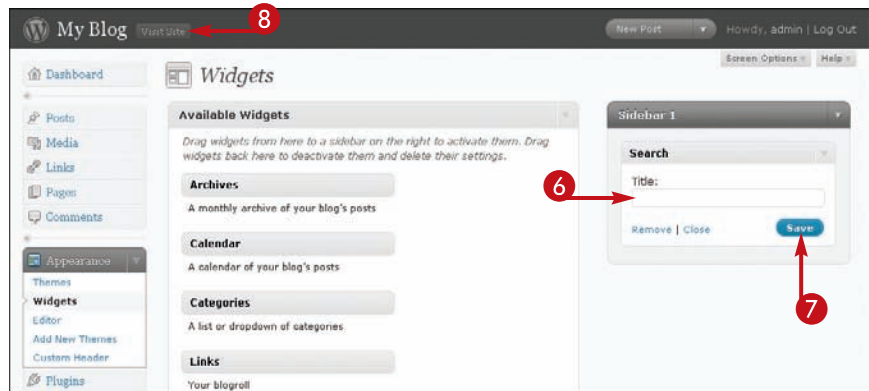 My Blog Visit Site 8 New Post Howdy, admin | Log Out
Screen Options Help
Dashboard
Posts
Media
Links
Pages
Comments
Appearance
Themes
Widgets
Editor
Add New Themes
Custom Header
Plugins
Widgets
Available Widgets
Drag widgets from here to a sidebar on the right to activate them. Drag
widgets back here to deactivate them and delete their settings.
Archives
A monthly archive of your blog's posts
Calendar
A calendar of your blog's posts
Categories
A list or dropdown of categories
Links
Your blogroll
Sidebar 1
Search
Title:
6
Remove | Close Save
7